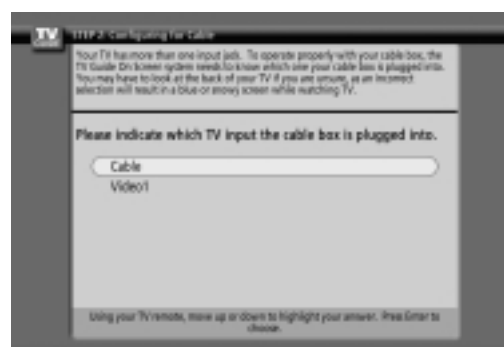 TV
GUIDE
STEP 2: Configuring for Cable
Your TV has more than one input jack. To operate properly with your cable box, the
TV Guide On Screen system needs to know which one your cable box is plugged into.
You may have to look at the back of your TV if you are unsure, as an incorrect
selection will result in a blue or snowy screen while watching TV.
Please indicate which TV input the cable box is plugged into.
Cable
Video1
Using your TV remote, move up or down to highlight your answer. Press Enter to
choose.